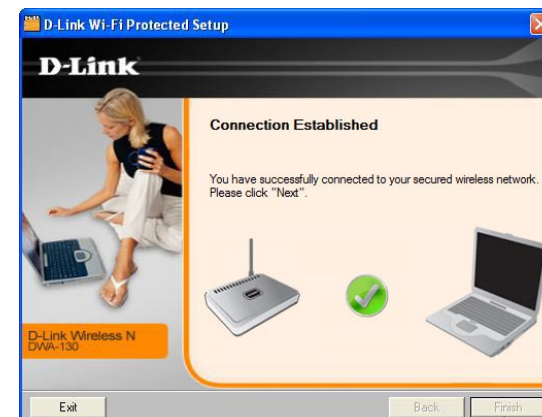 D-Link Wi-Fi Protected Setup
D-Link
Connection Established
You have successfully connected to your secured wireless network.
Please click "Next".
D-Link Wireless N
DWA-130
Exit
Back
Finish